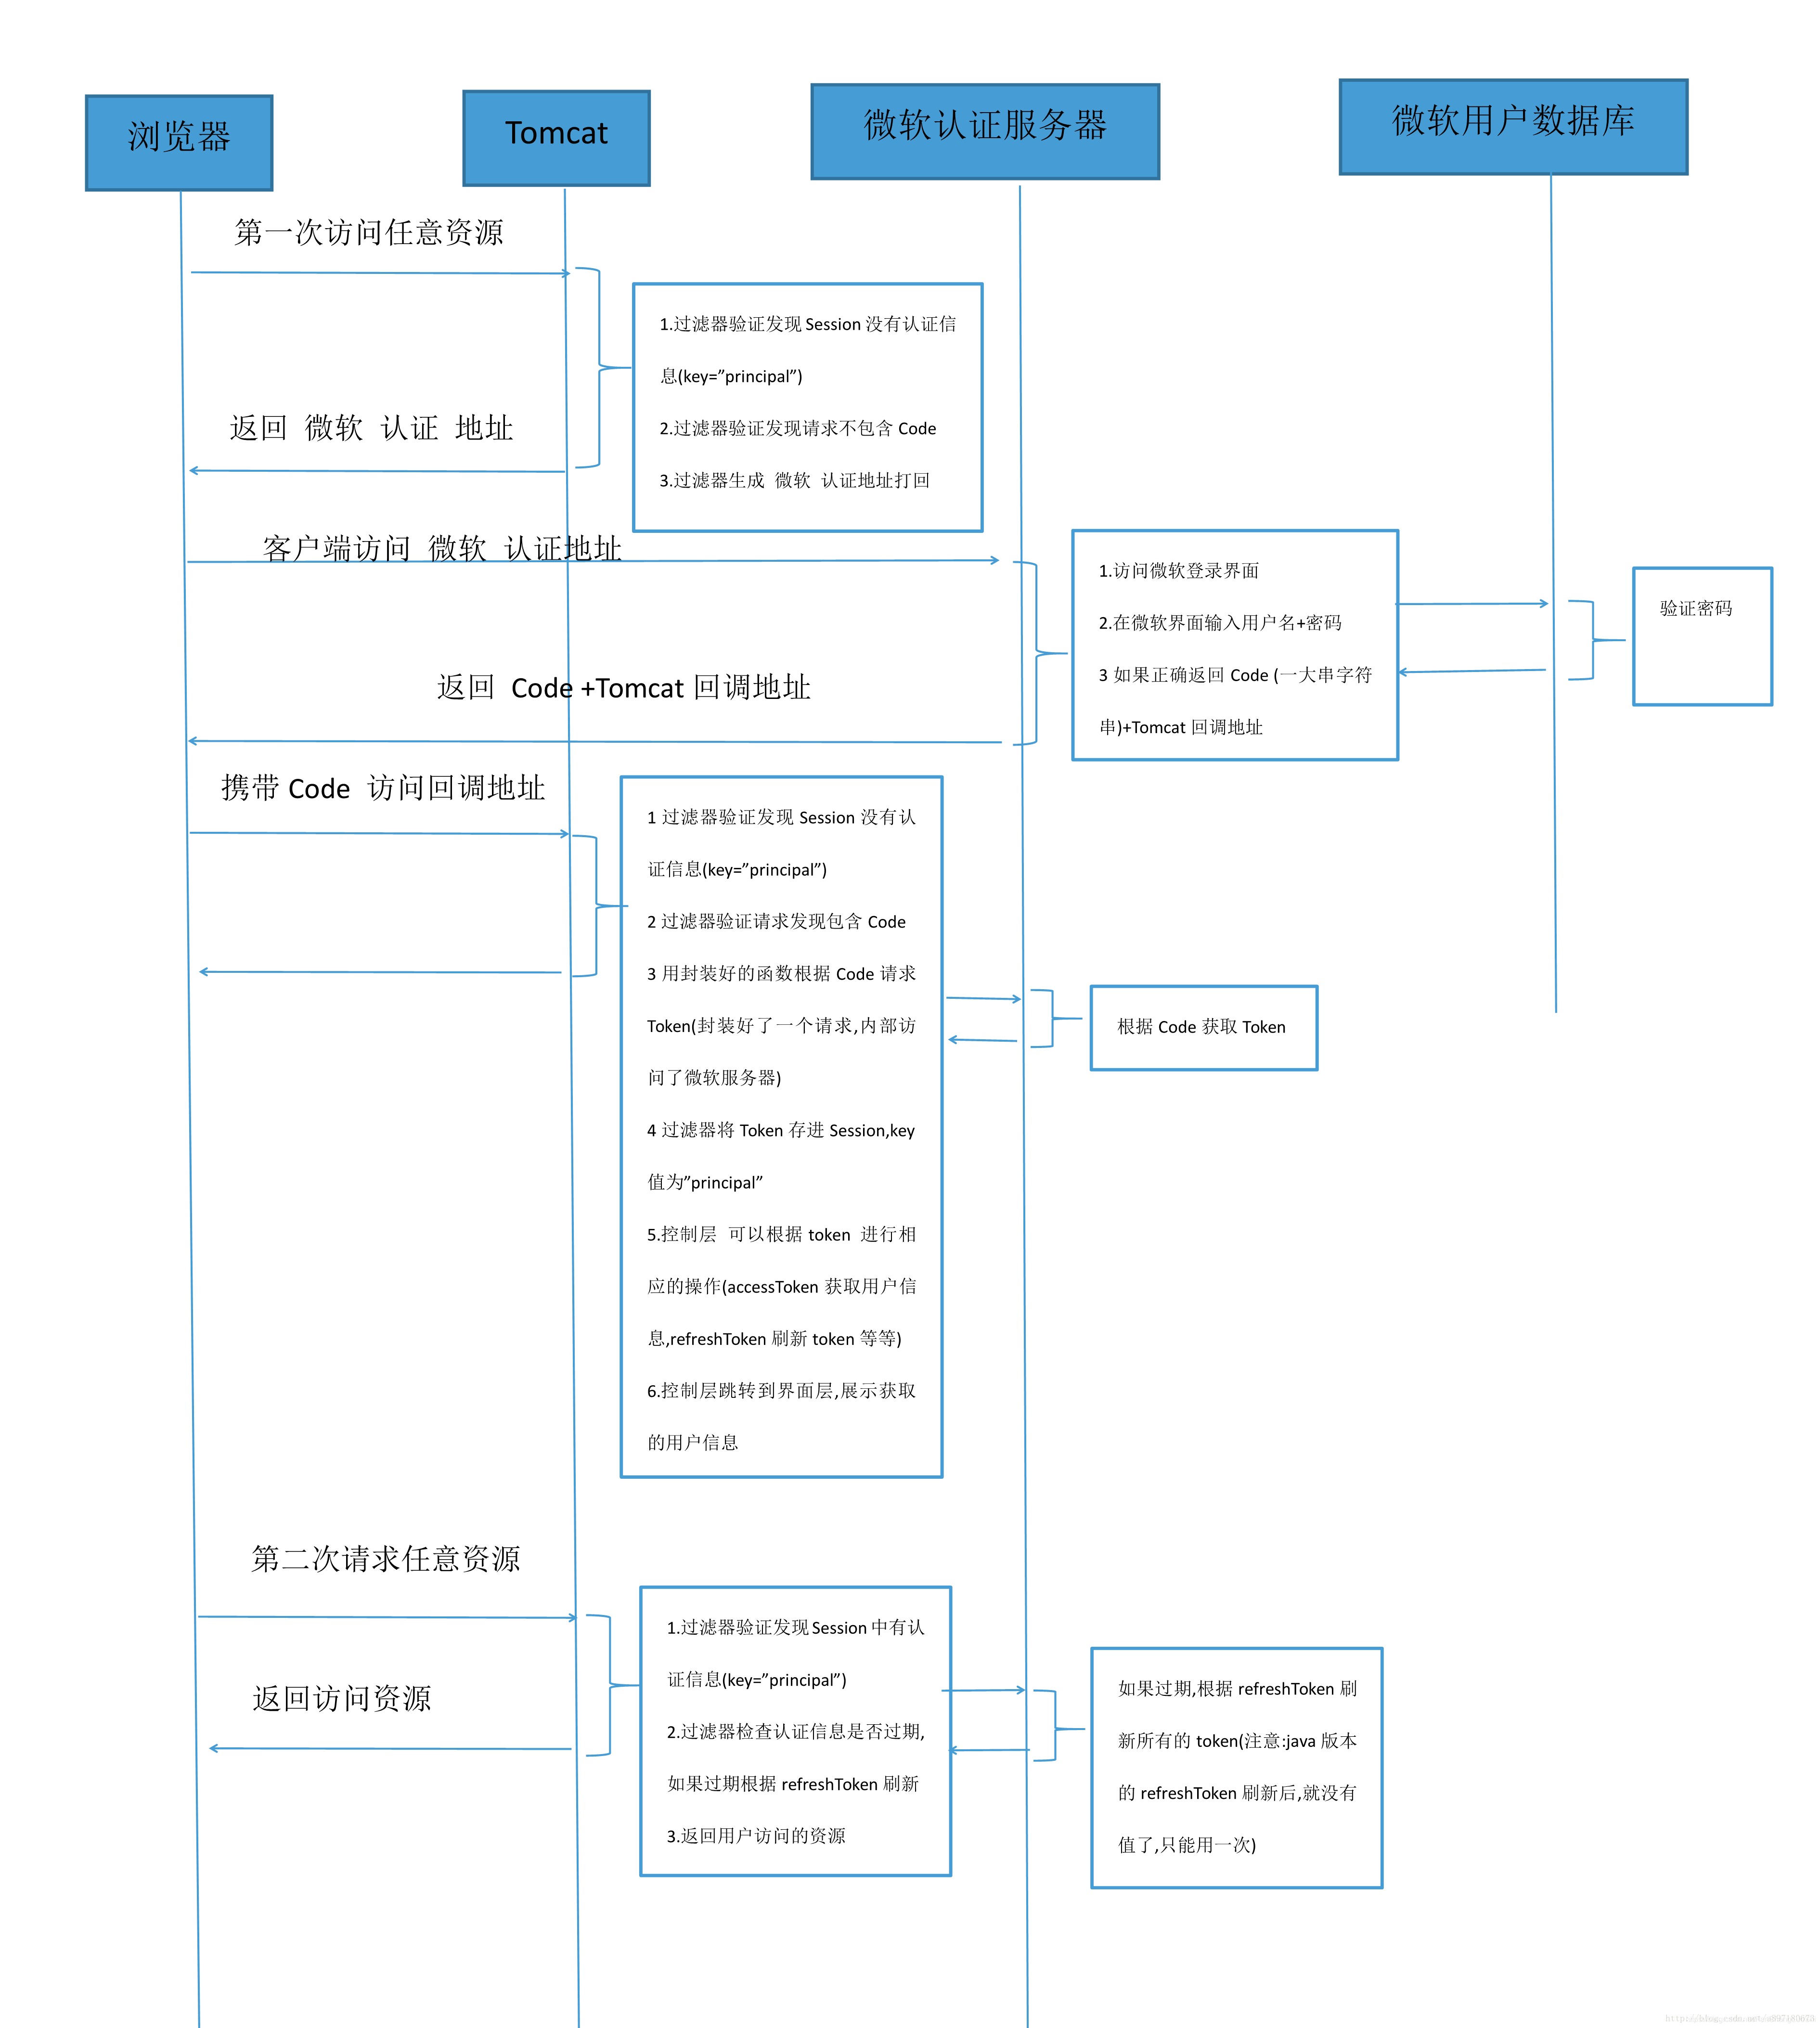 浏览器
Tomcat
微软认证服务器
微软用户数据库
第一次访问任意资源
1.过滤器验证发现Session没有认证信
息(key=”principal”)
2.过滤器验证发现请求不包含 Code
3.过滤器生成 微软 认证地址打回
返回 微软 认证 地址
客户端访问 微软 认证地址
1.访问微软登录界面
2.在微软界面输入用户名+密码
3 如果正确返回 Code (一大串字符
串)+Tomcat 回调地址
验证密码
返回 Code +Tomcat 回调地址
携带 Code 访问回调地址
1 过滤器验证发现 Session 没有认
证信息(key=”principal”)
2 过滤器验证请求发现包含 Code
3 用封装好的函数根据 Code 请求
Token(封装好了一个请求,内部访
问了微软服务器)
4 过滤器将 Token 存进 Session,key
值为”principal”
5.控制层 可以根据 token 进行相
应的操作(accessToken 获取用户信
息,refreshToken 刷新 token 等等)
6.控制层跳转到界面层,展示获取
的用户信息
根据 Code 获取 Token
第二次请求任意资源
1.过滤器验证发现Session中有认
证信息(key=”principal”)
2.过滤器检查认证信息是否过期,
如果过期根据 refreshToken 刷新
3.返回用户访问的资源
返回访问资源
如果过期,根据 refreshToken 刷
新所有的 token(注意:java 版本
的 refreshToken 刷新后,就没有
值了,只能用一次)